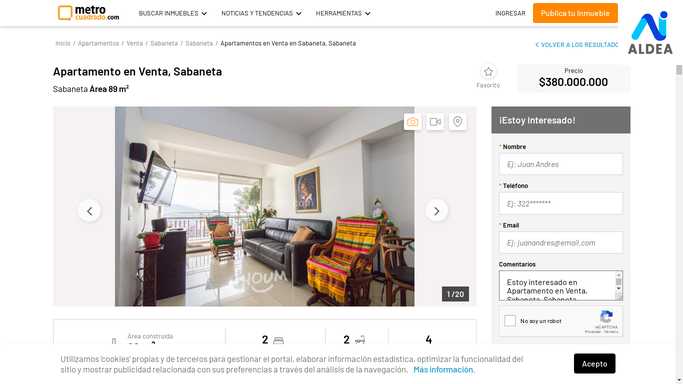 metro
cuadrado.com
BUSCAR INMUEBLES
NOTICIAS Y TENDENCIAS
HERRAMIENTAS
INGRESAR
Publica tu Inmueble
ALDEA
Inicio / Apartamentos / Venta / Sabaneta / Sabaneta / Apartamentos en Venta en Sabaneta, Sabaneta
VOLVER A LOS RESULTADO
Apartamento en Venta, Sabaneta
Sabaneta Área 89 m²
Favorito
Precio
$380.000.000
¡Estoy Interesado!
* Nombre
Ej: Juan Andres
* Teléfono
Ej: 322*******
* Email
Ej: juanandres@email.com
Comentarios
Estoy interesado en
Apartamento en Venta,
Sabaneta, Sabaneta
No soy un robot
reCAPTCHA
Privacidad - Términos
HOUM
1 / 20
Área construida
2
2
4
Utilizamos 'cookies' propias y de terceros para gestionar el portal, elaborar información estadística, optimizar la funcionalidad del
sitio y mostrar publicidad relacionada con sus preferencias a través del análisis de la navegación. Más información.
Acepto